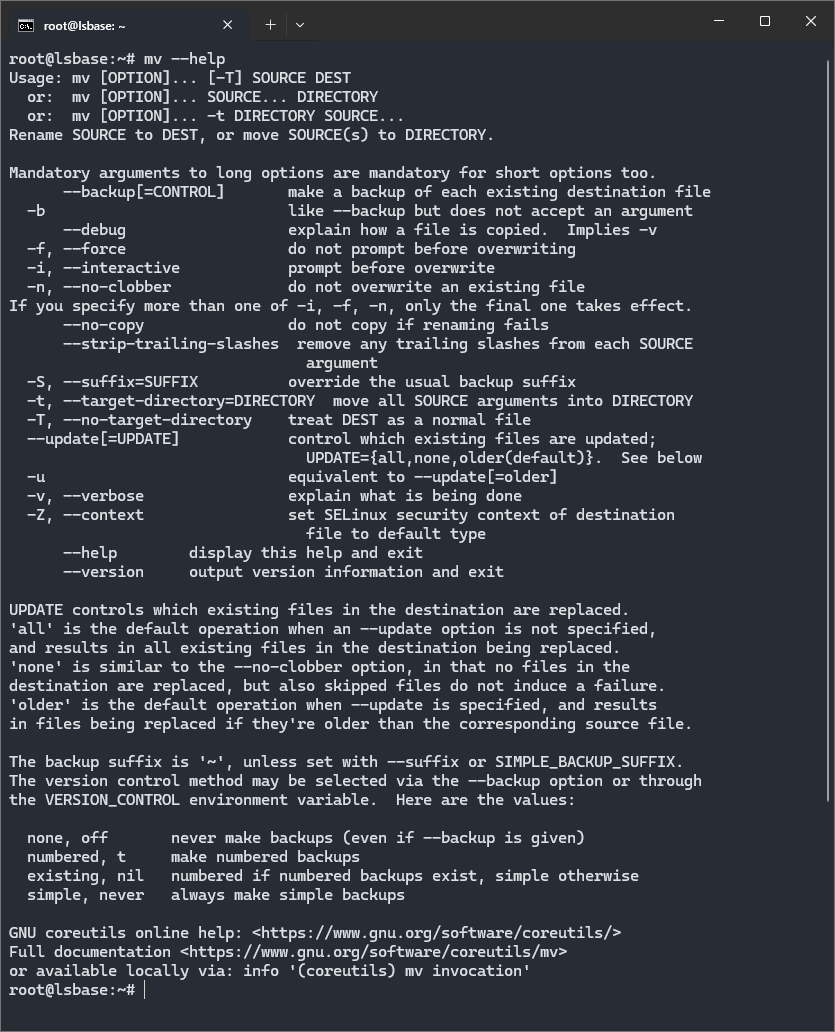 root@lsbase: ~
root@lsbase:~# mv --help
Usage: mv [OPTION]... [-T] SOURCE DEST
  or:  mv [OPTION]... SOURCE... DIRECTORY
  or:  mv [OPTION]... -t DIRECTORY SOURCE...
Rename SOURCE to DEST, or move SOURCE(s) to DIRECTORY.

Mandatory arguments to long options are mandatory for short options too.
      --backup[=CONTROL]       make a backup of each existing destination file
  -b                           like --backup but does not accept an argument
      --debug                  explain how a file is copied.  Implies -v
  -f, --force                  do not prompt before overwriting
  -i, --interactive            prompt before overwrite
  -n, --no-clobber             do not overwrite an existing file
If you specify more than one of -i, -f, -n, only the final one takes effect.
      --no-copy                do not copy if renaming fails
      --strip-trailing-slashes  remove any trailing slashes from each SOURCE
                                 argument
  -S, --suffix=SUFFIX          override the usual backup suffix
  -t, --target-directory=DIRECTORY  move all SOURCE arguments into DIRECTORY
  -T, --no-target-directory    treat DEST as a normal file
  --update[=UPDATE]            control which existing files are updated;
                                 UPDATE={all,none,older(default)}.  See below
  -u                           equivalent to --update[=older]
  -v, --verbose                explain what is being done
  -Z, --context                set SELinux security context of destination
                                 file to default type
      --help        display this help and exit
      --version     output version information and exit

UPDATE controls which existing files in the destination are replaced.
'all' is the default operation when an --update option is not specified,
and results in all existing files in the destination being replaced.
'none' is similar to the --no-clobber option, in that no files in the
destination are replaced, but also skipped files do not induce a failure.
'older' is the default operation when --update is specified, and results
in files being replaced if they're older than the corresponding source file.

The backup suffix is '~', unless set with --suffix or SIMPLE_BACKUP_SUFFIX.
The version control method may be selected via the --backup option or through
the VERSION_CONTROL environment variable.  Here are the values:

  none, off       never make backups (even if --backup is given)
  numbered, t     make numbered backups
  existing, nil   numbered if numbered backups exist, simple otherwise
  simple, never   always make simple backups

GNU coreutils online help: <https://www.gnu.org/software/coreutils/>
Full documentation <https://www.gnu.org/software/coreutils/mv>
or available locally via: info '(coreutils) mv invocation'
root@lsbase:~#